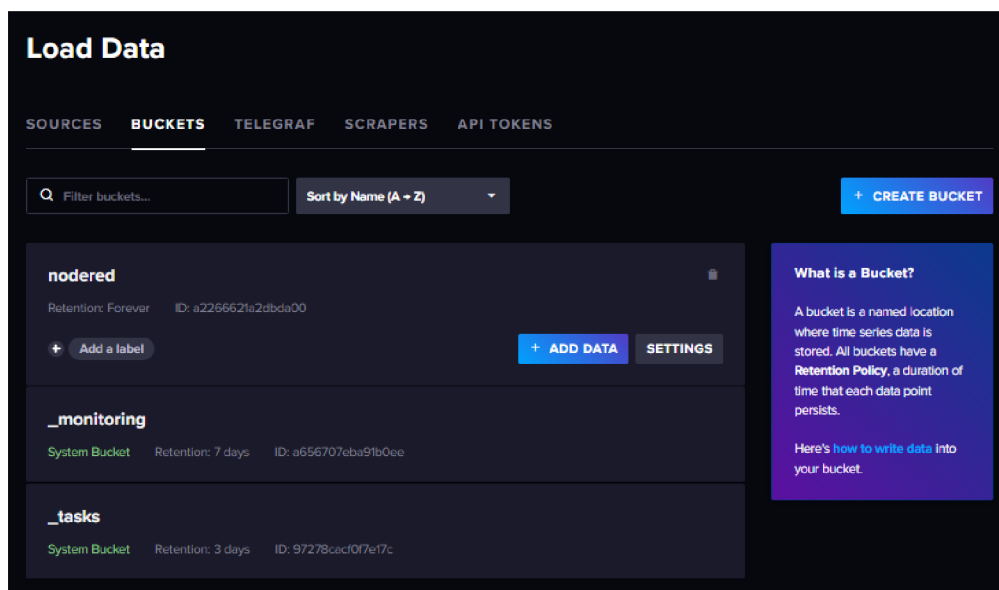 Load Data
SOURCES BUCKETS TELEGRAF SCRAPERS API TOKENS
Filter buckets... Sort by Name (A → Z) + CREATE BUCKET
nodered
Retention: Forever ID: a2266621a2dbda00
+ Add a label + ADD DATA SETTINGS
_monitoring
System Bucket Retention: 7 days ID: a656707eba91b0ee
_tasks
System Bucket Retention: 3 days ID: 97278cacf0f7e17c
What is a Bucket?
A bucket is a named location
where time series data is
stored. All buckets have a
Retention Policy, a duration of
time that each data point
persists.
Here's how to write data into
your bucket.